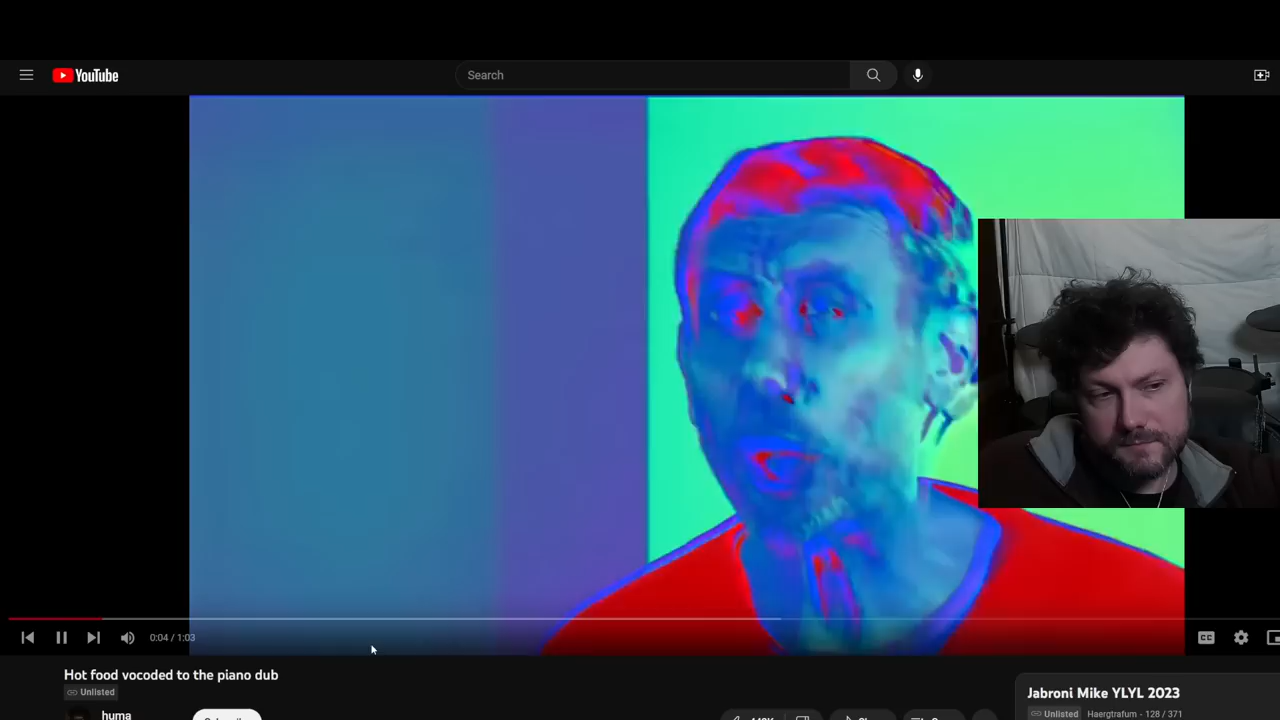 YouTube
Search
0:04 / 1:03
CC
Hot food vocoded to the piano dub
Unlisted
huma
Jabroni Mike YLYL 2023
Unlisted Haergtrafum - 128 / 371